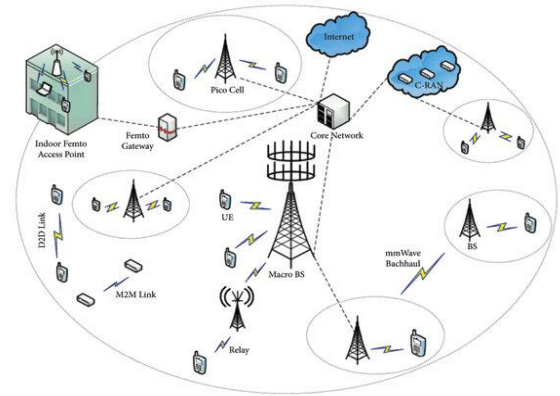 Internet
C-RAN
Pico Cell
Core Network
Indoor Femto
Access Point
Femto
Gateway
D2D Link
UE
BS
mmWave
Bachhaul
Macro BS
M2M Link
Relay